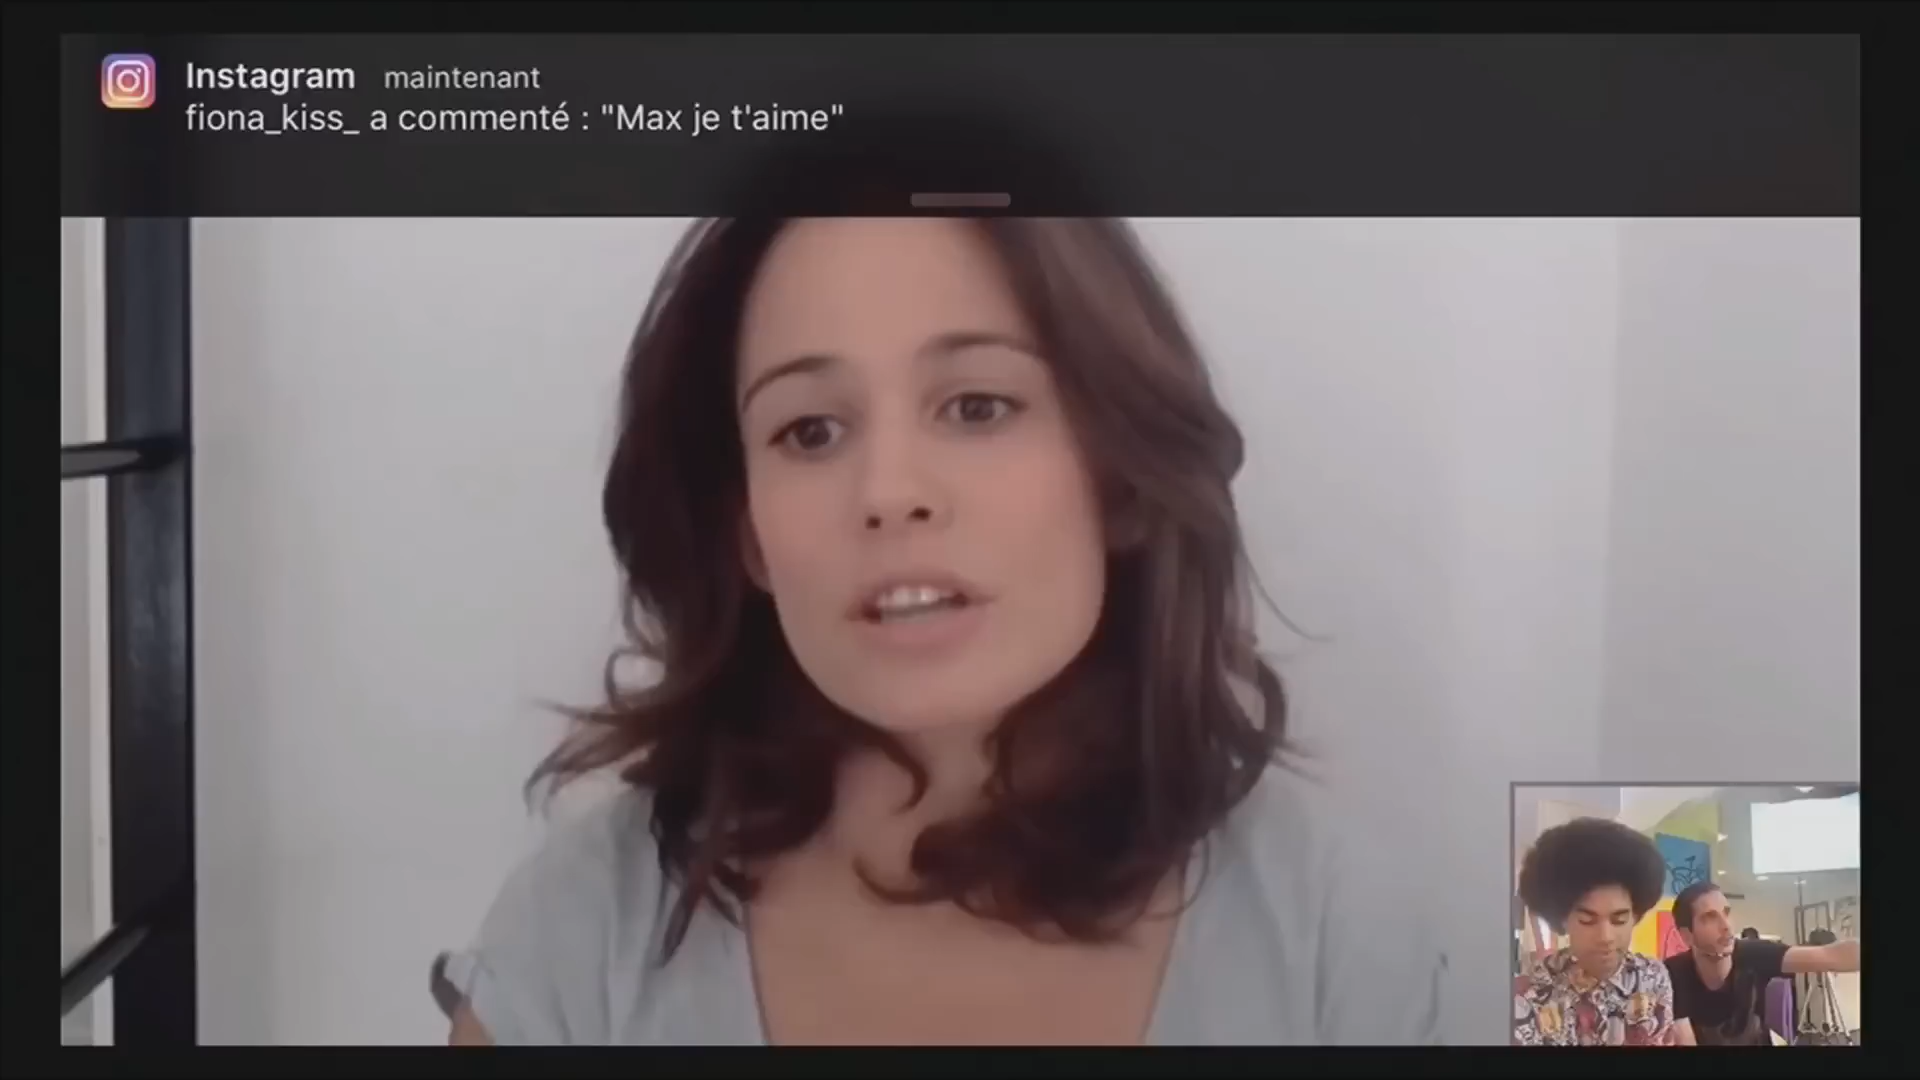 Instagram maintenant
fiona_kiss_ a commenté : "Max je t'aime"